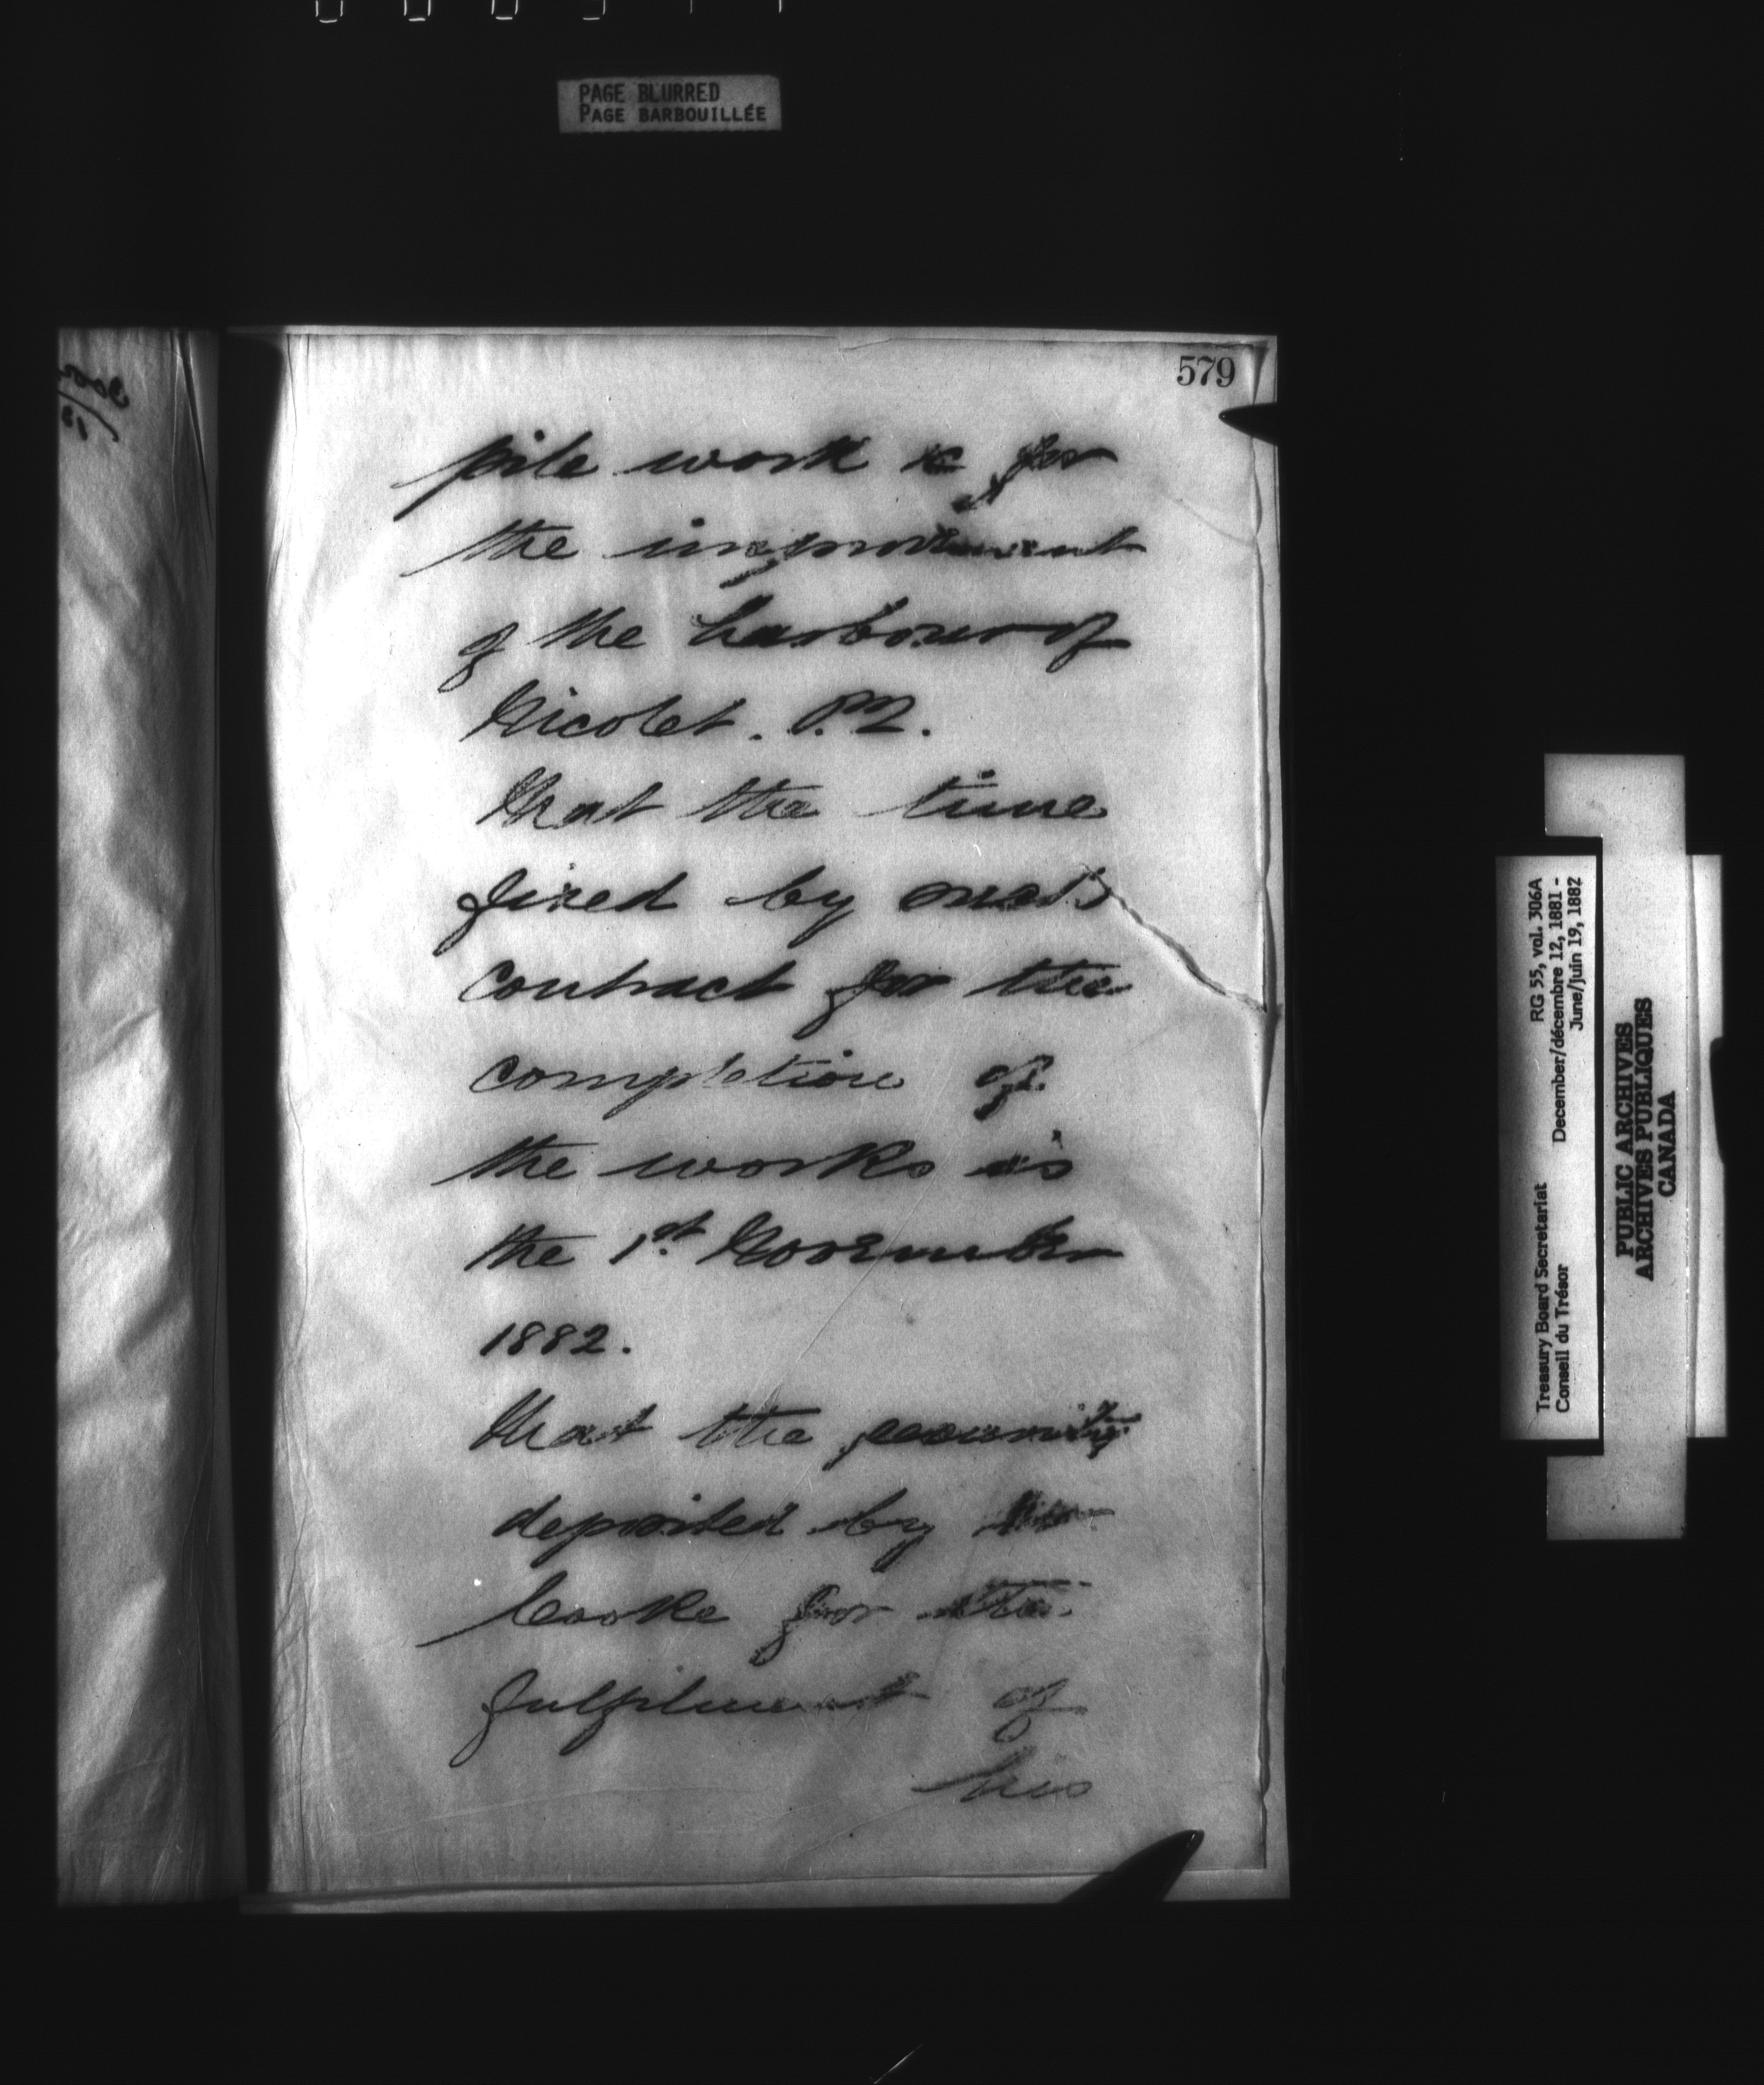 PAGE BLURRED
PAGE BARBOUILLÉE
579
pile work &c for
the improvement
of the harbour of
Nicolet. P.Q.
That the time
fixed by
contract for the
completion of
the works is
the 1st November
1882.
That the security
deposited by Mr
Cooke for the
fulfilment of
his
Treasury Board Secretariat RG 55, vol. 306A
Conseil du Trésor December/décembre 12, 1881 -
June/juin 19, 1882
PUBLIC ARCHIVES
ARCHIVES PUBLIQUES
CANADA